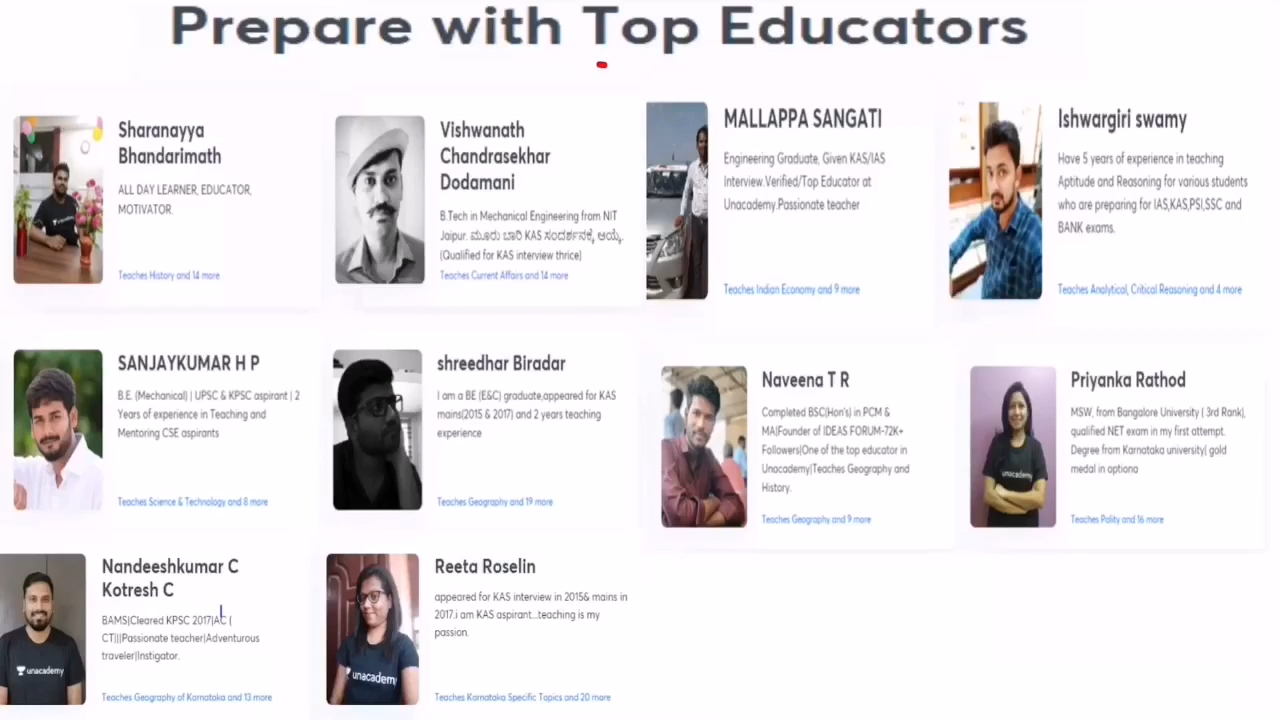 Prepare with Top Educators
Sharanayya
Bhandarimath
ALL DAY LEARNER, EDUCATOR,
MOTIVATOR.
Teaches History and 14 more
Vishwanath
Chandrasekhar
Dodamani
B.Tech in Mechanical Engineering from NIT
Jaipur. ಮೂರು ಬಾರಿ KAS ಸಂದರ್ಶನಕ್ಕೆ ಆಯ್ಕೆ.
(Qualified for KAS interview thrice)
Teaches Current Affairs and 14 more
MALLAPPA SANGATI
Engineering Graduate, Given KAS/IAS
Interview.Verified/Top Educator at
Unacademy.Passionate teacher
Teaches Indian Economy and 9 more
Ishwargiri swamy
Have 5 years of experience in teaching
Aptitude and Reasoning for various students
who are preparing for IAS,KAS,PSI,SSC and
BANK exams.
Teaches Analytical, Critical Reasoning and 4 more
SANJAYKUMAR H P
B.E. (Mechanical) | UPSC & KPSC aspirant | 2
Years of experience in Teaching and
Mentoring CSE aspirants
Teaches Science & Technology and 8 more
shreedhar Biradar
I am a BE (E&C) graduate,appeared for KAS
mains(2015 & 2017) and 2 years teaching
experience
Teaches Geography and 19 more
Naveena T R
Completed BSC(Hon's) in PCM &
MA|Founder of IDEAS FORUM-72K+
Followers|One of the top educator in
Unacademy|Teaches Geography and
History.
Teaches Geography and 9 more
Priyanka Rathod
MSW, from Bangalore University ( 3rd Rank),
qualified NET exam in my first attempt.
Degree from Karnataka university( gold
medal in optiona
Teaches Polity and 16 more
unacademy
Nandeeshkumar C
Kotresh C
BAMS|Cleared KPSC 2017|AC (
CT)||Passionate teacher|Adventurous
traveler|Instigator.
Teaches Geography of Karnataka and 13 more
unacademy
Reeta Roselin
appeared for KAS interview in 2015& mains in
2017.i am KAS aspirant...teaching is my
passion.
Teaches Karnataka Specific Topics and 20 more
unacademy